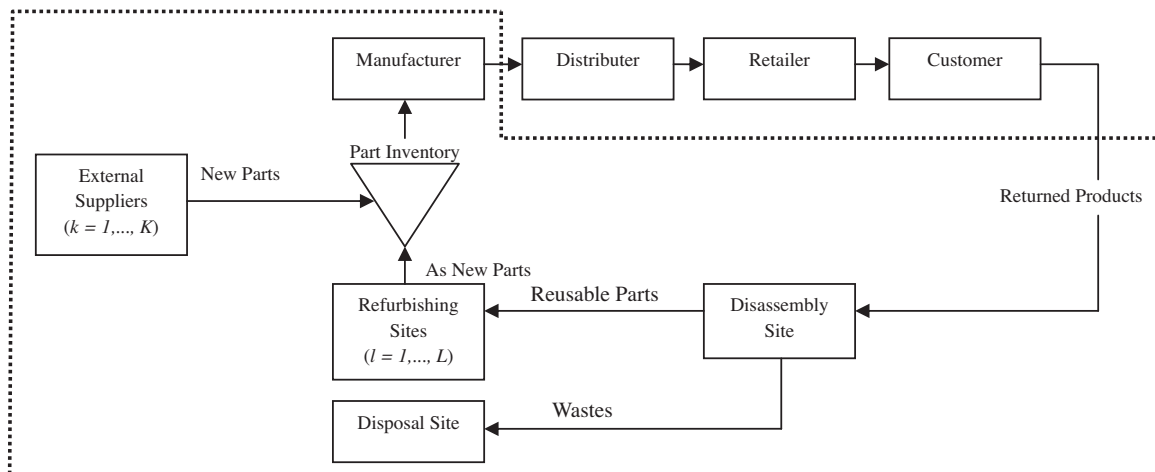 Manufacturer
Distributer
Retailer
Customer
Part Inventory
External
Suppliers
(k = 1,..., K)
New Parts
Returned Products
As New Parts
Refurbishing
Sites
(l = 1,..., L)
Reusable Parts
Disassembly
Site
Disposal Site
Wastes